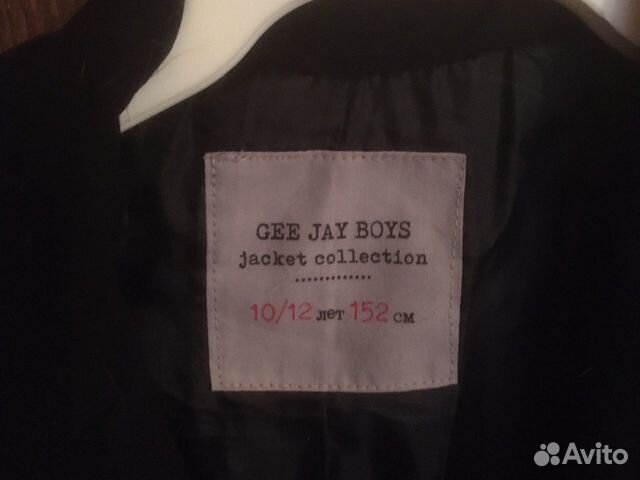 GEE JAY BOYS
jacket collection
10/12 лет 152 см
Avito